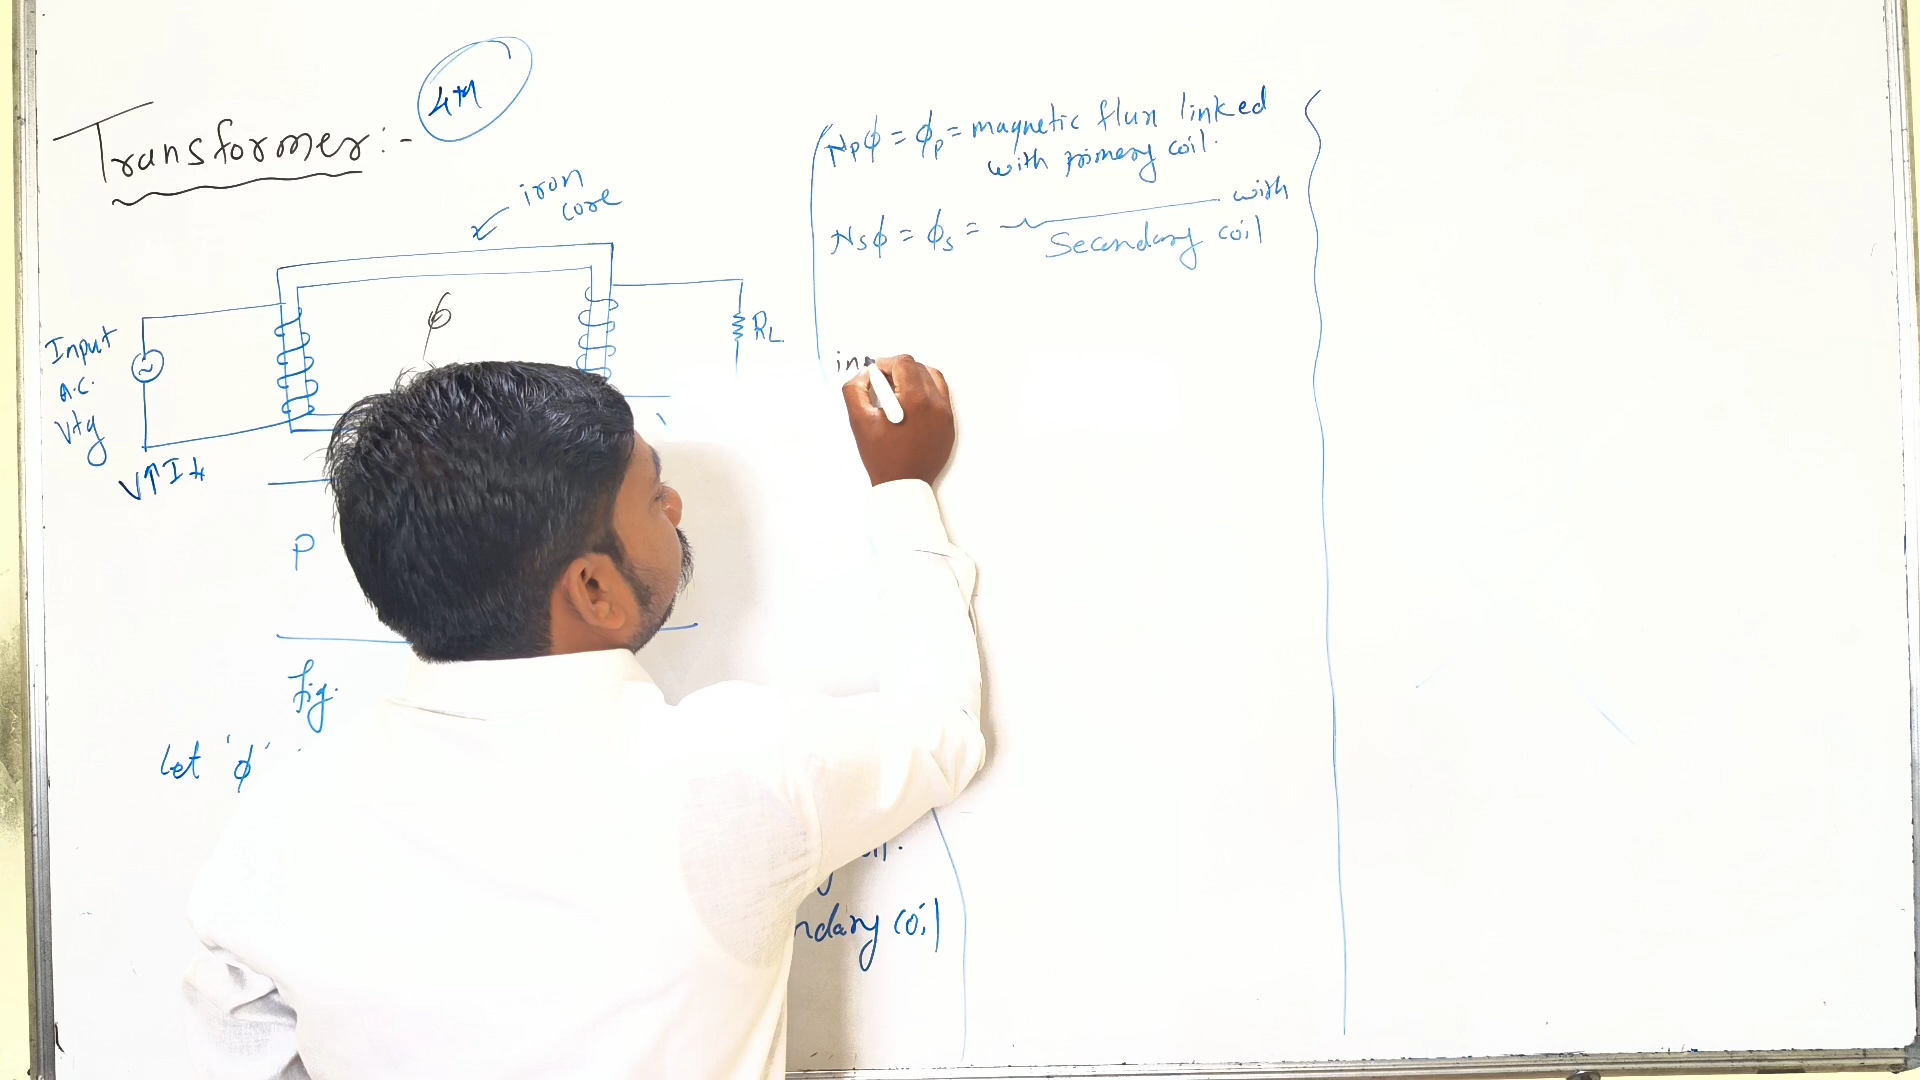 Transformer:-
4M
iron
core
ϕ
Input
A.C.
Vtg
V↑I↓
RL
P
fig.
Let 'ϕ'
ndary coil
NPϕ = ϕP = magnetic flux linked
with primary coil.
NSϕ = ϕS = ―――― with
Secondary coil
in